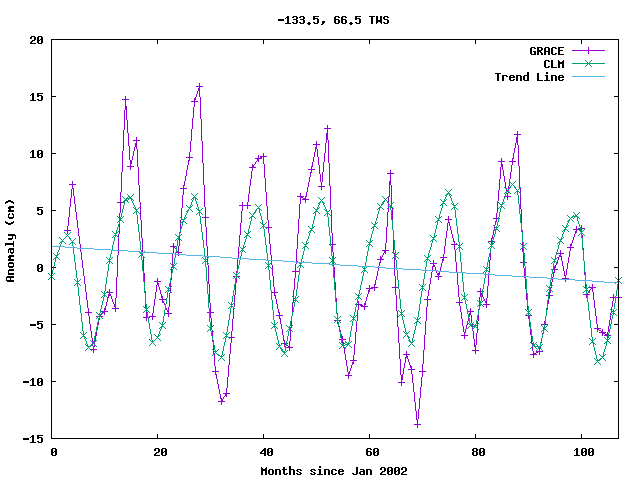 -133.5, 66.5 TWS
GRACE
CLM
Trend Line
20
15
10
5
0
-5
-10
-15
Anomaly (cm)
0 20 40 60 80 100
Months since Jan 2002